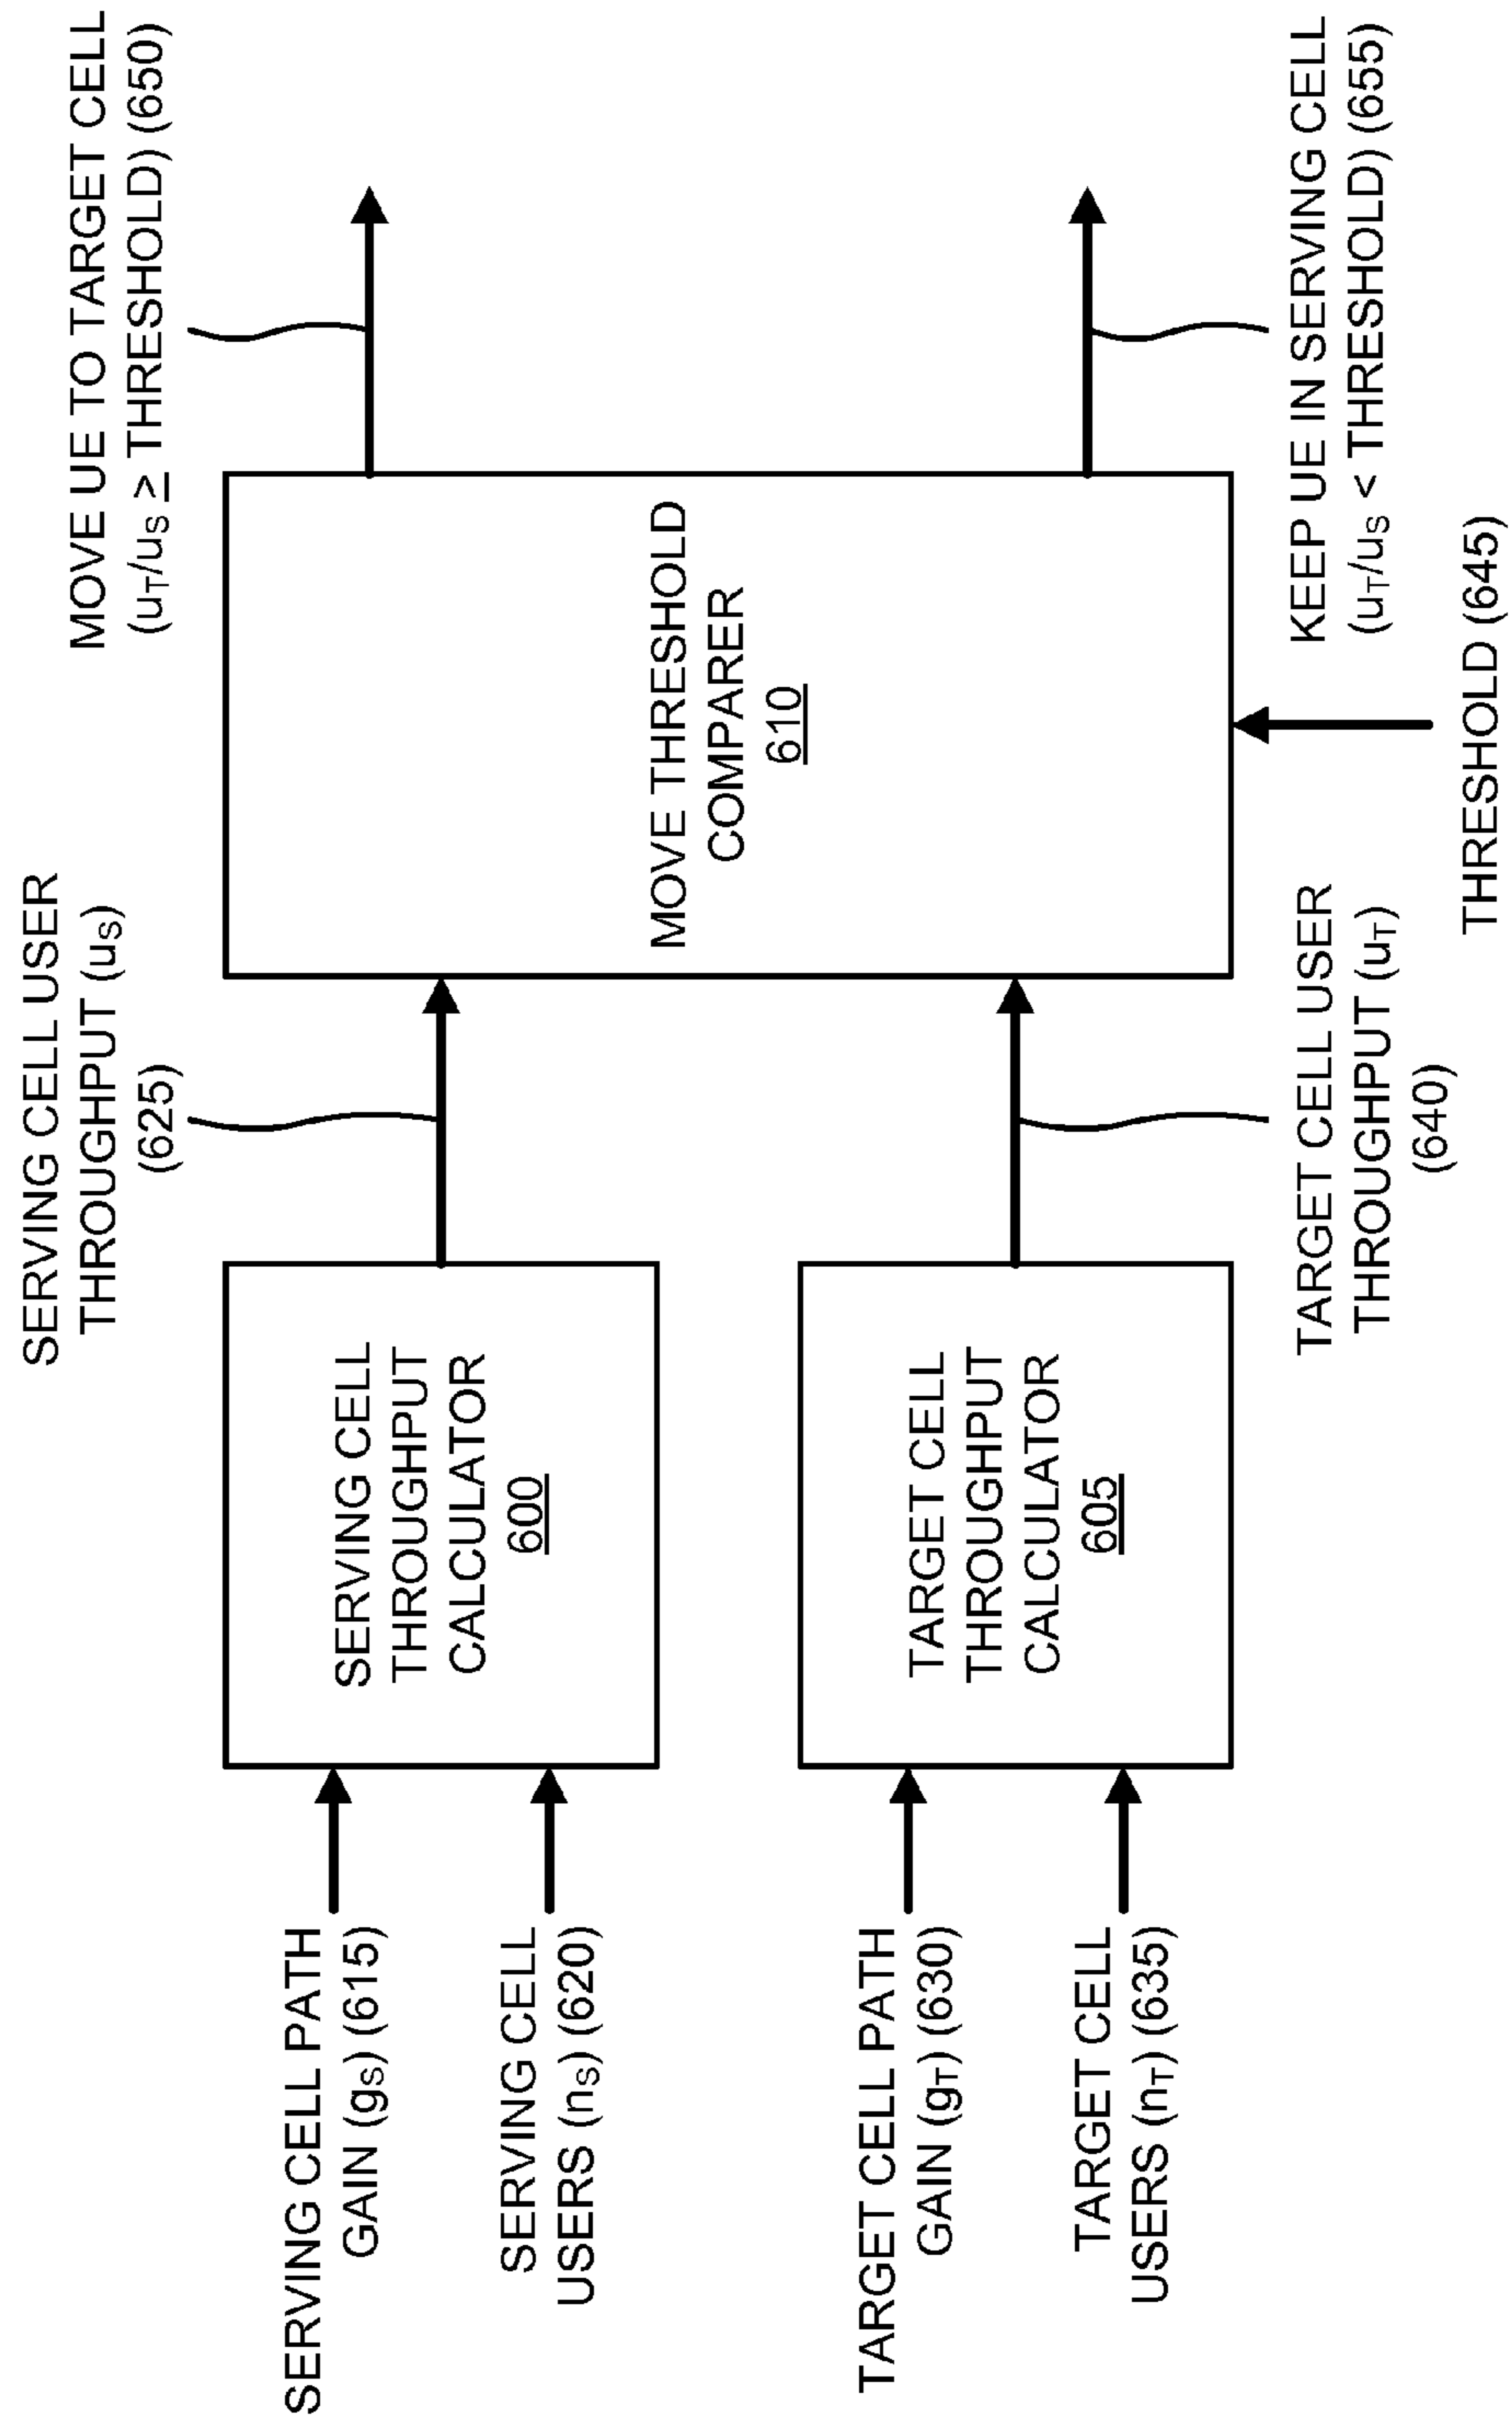 SERVING CELL PATH
GAIN (gS) (615)
SERVING CELL
USERS (nS) (620)
TARGET CELL PATH
GAIN (gT) (630)
TARGET CELL
USERS (nT) (635)
SERVING CELL
THROUGHPUT
CALCULATOR
600
TARGET CELL
THROUGHPUT
CALCULATOR
605
SERVING CELL USER
THROUGHPUT (uS)
(625)
TARGET CELL USER
THROUGHPUT (uT)
(640)
MOVE THRESHOLD
COMPARER
610
THRESHOLD (645)
MOVE UE TO TARGET CELL
(uT/uS ≥ THRESHOLD) (650)
KEEP UE IN SERVING CELL
(uT/uS < THRESHOLD) (655)